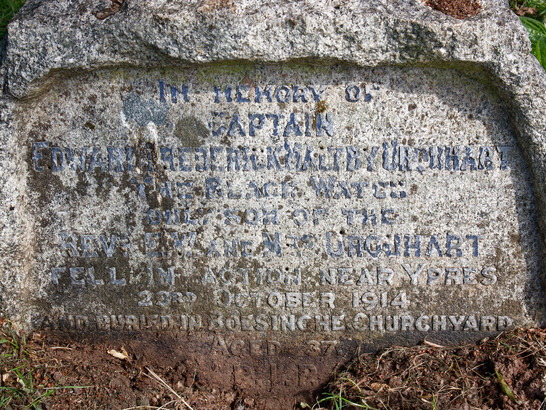 IN MEMORY OF
CAPTAIN
EDWARD FREDERICK MALTBY URQUHART
THE BLACK WATCH
ONLY SON OF THE
REVD E. W. AND MRS URQUHART
FELL IN ACTION NEAR YPRES
23RD OCTOBER 1914
AND BURIED IN BOESINGHE CHURCHYARD
AGED 37
R.I.P.